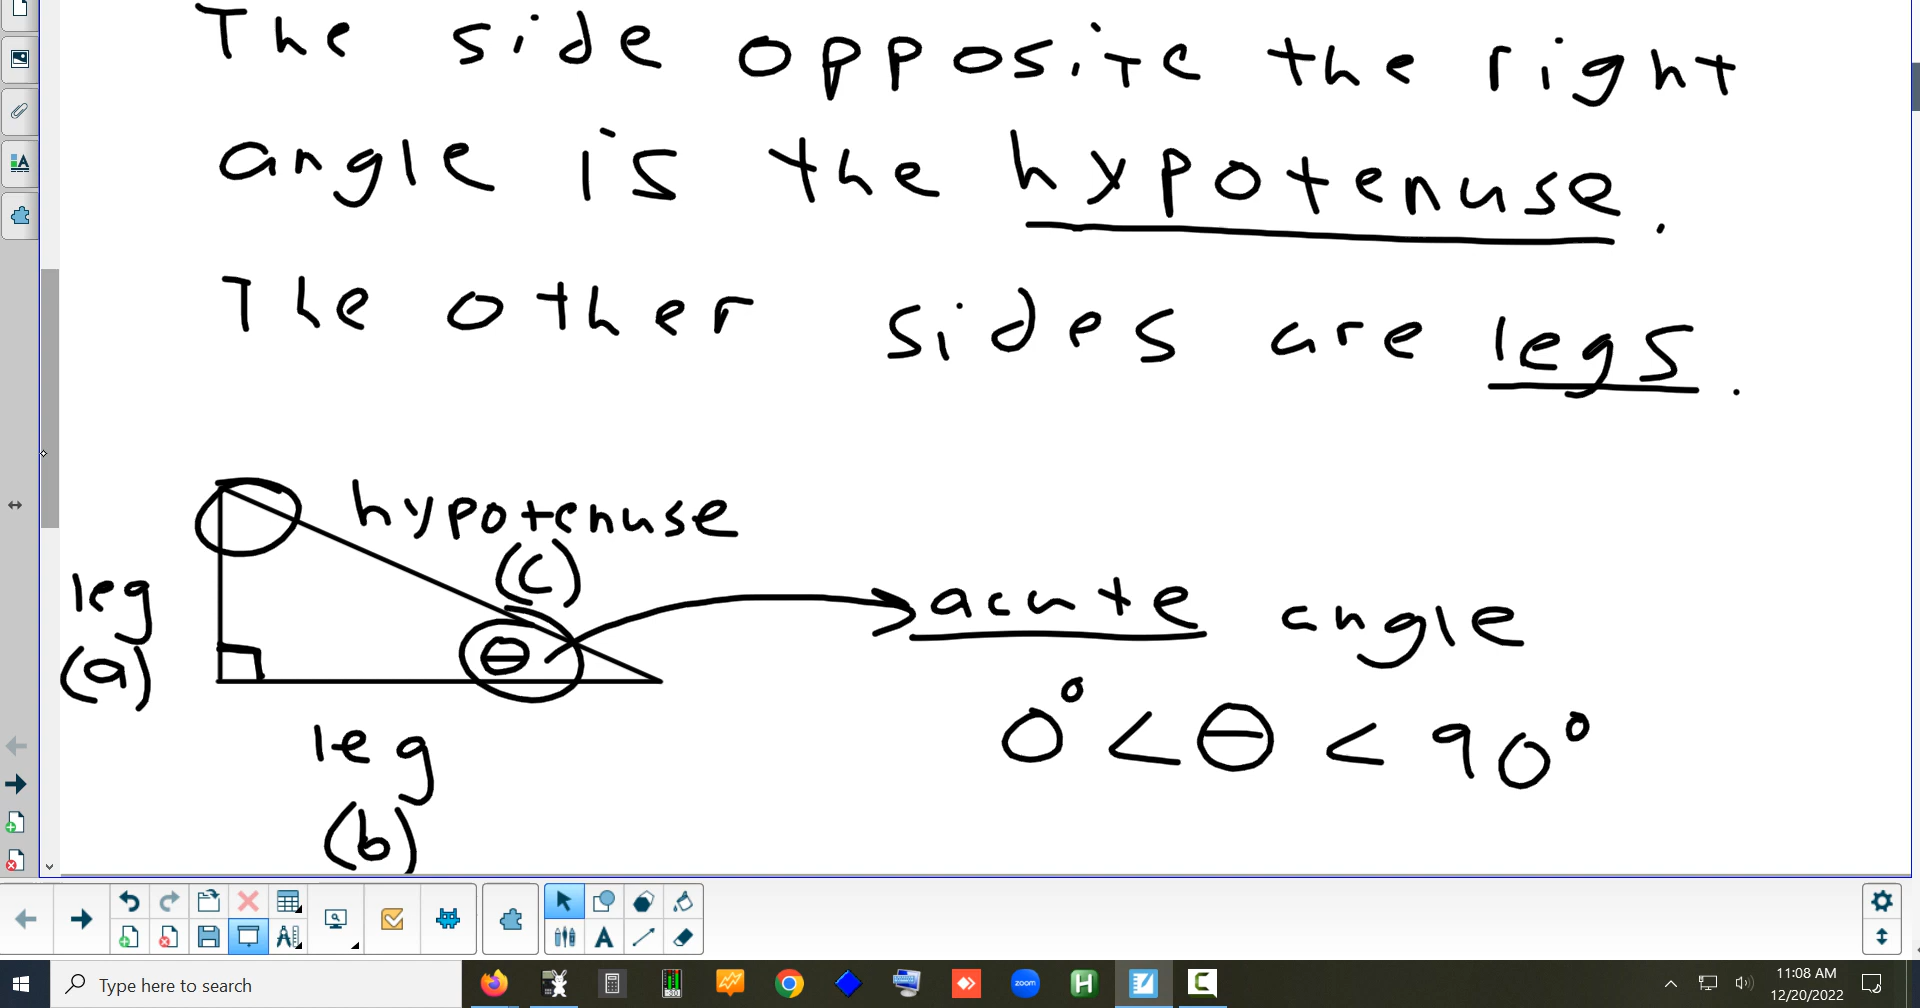 The side opposite the right
angle is the hypotenuse.
The other sides are legs.
hypotenuse
(c)
leg
(a)
θ
acute angle
0° < θ < 90°
leg
(b)
Type here to search
zoom
H
C
11:08 AM
12/20/2022